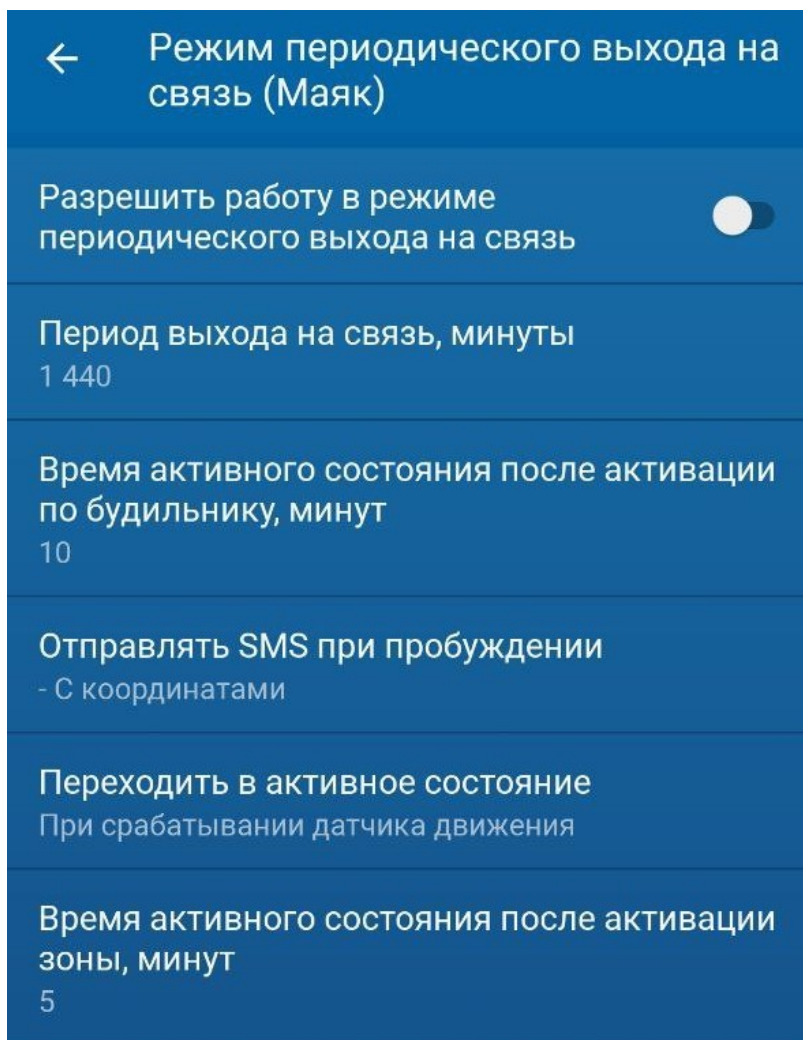 Режим периодического выхода на
связь (Маяк)
Разрешить работу в режиме
периодического выхода на связь
Период выхода на связь, минуты
1 440
Время активного состояния после активации
по будильнику, минут
10
Отправлять SMS при пробуждении
- С координатами
Переходить в активное состояние
При срабатывании датчика движения
Время активного состояния после активации
зоны, минут
5